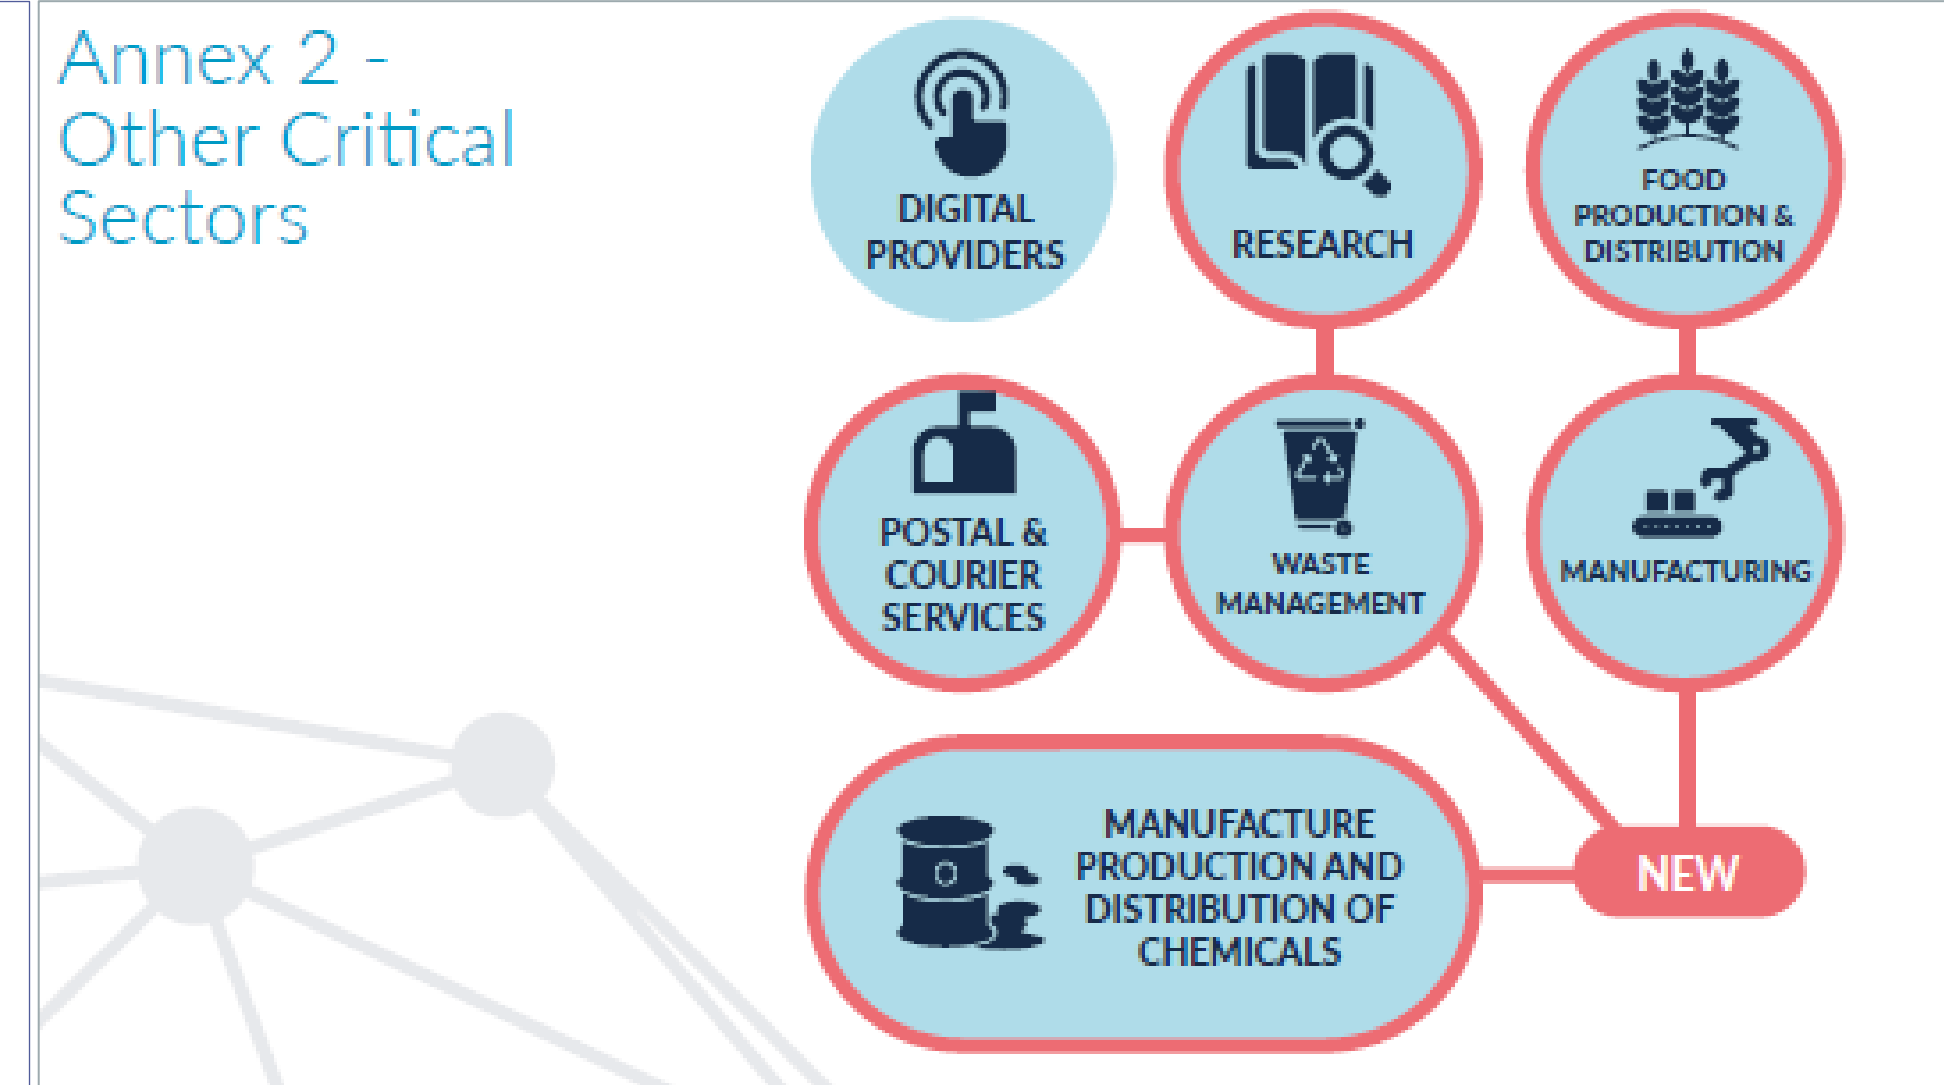 Annex 2 -
Other Critical
Sectors
DIGITAL
PROVIDERS
RESEARCH
FOOD
PRODUCTION &
DISTRIBUTION
POSTAL &
COURIER
SERVICES
WASTE
MANAGEMENT
MANUFACTURING
MANUFACTURE
PRODUCTION AND
DISTRIBUTION OF
CHEMICALS
NEW